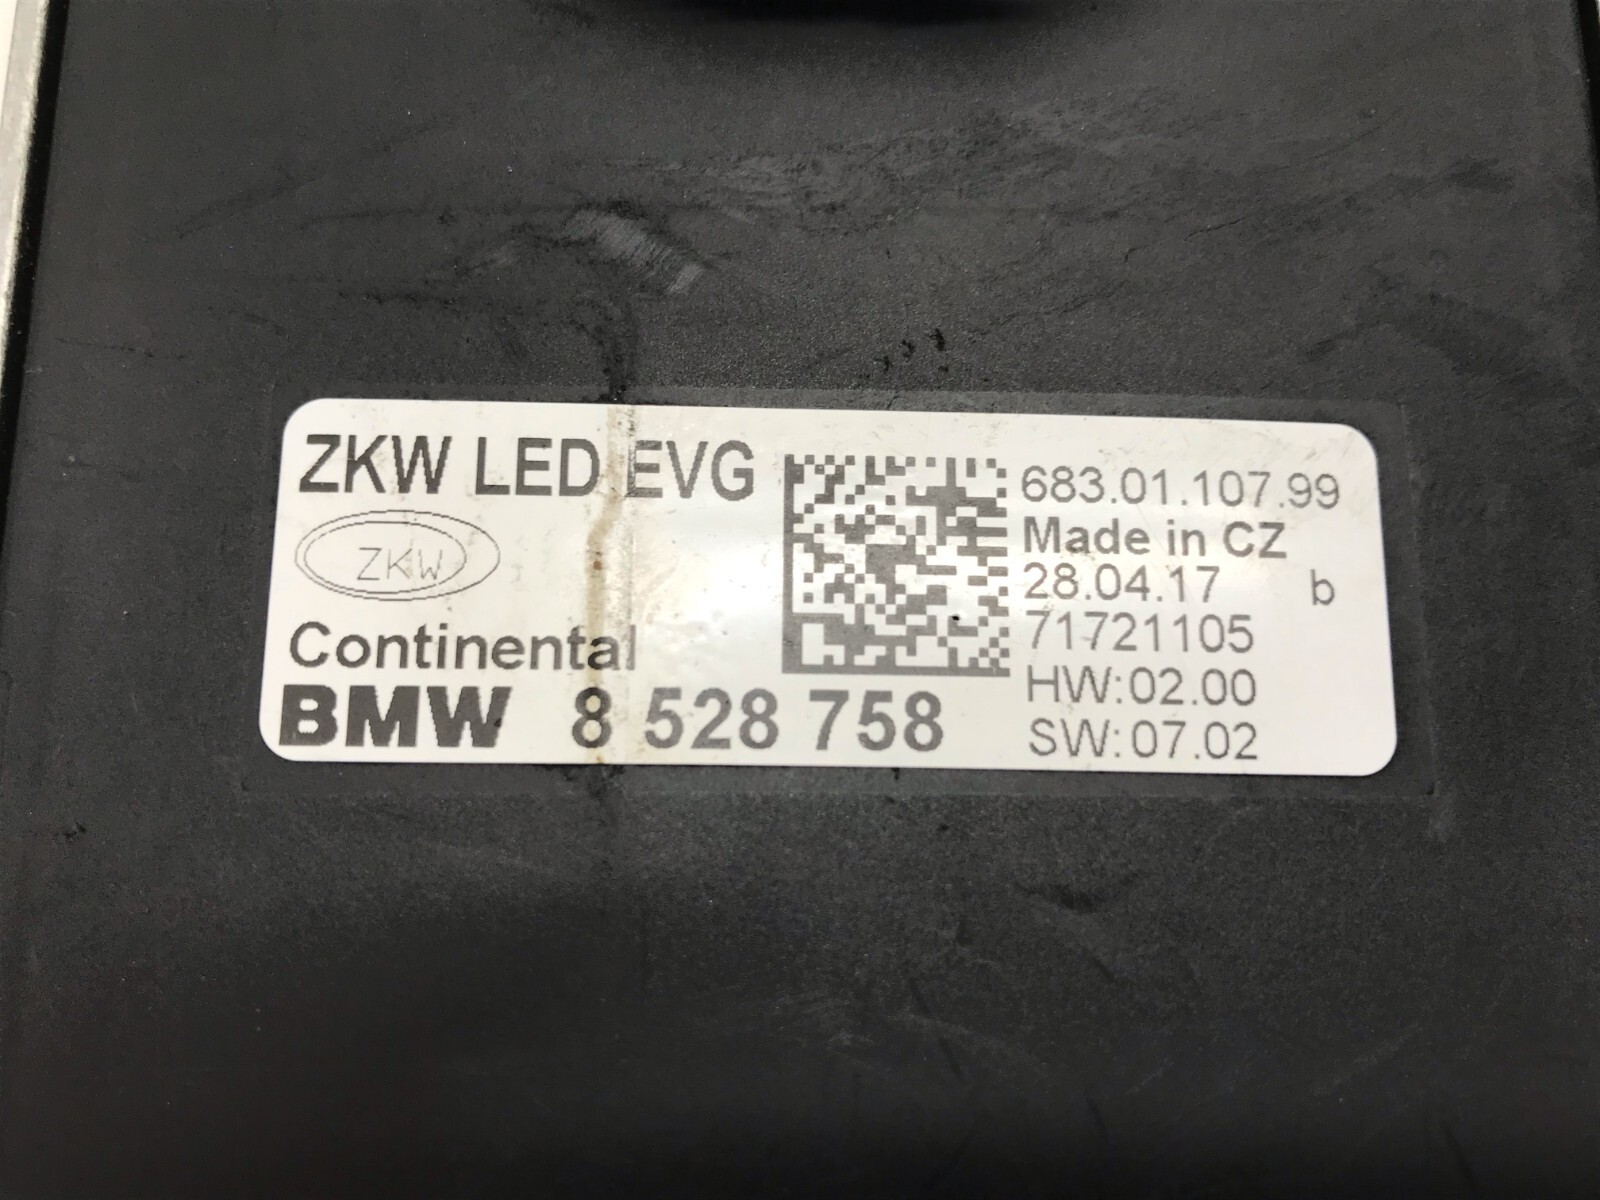 ZKW LED EVG
ZKW
Continental
BMW 8 528 758
683.01.107.99
Made in CZ
28.04.17 b
71721105
HW:02.00
SW:07.02